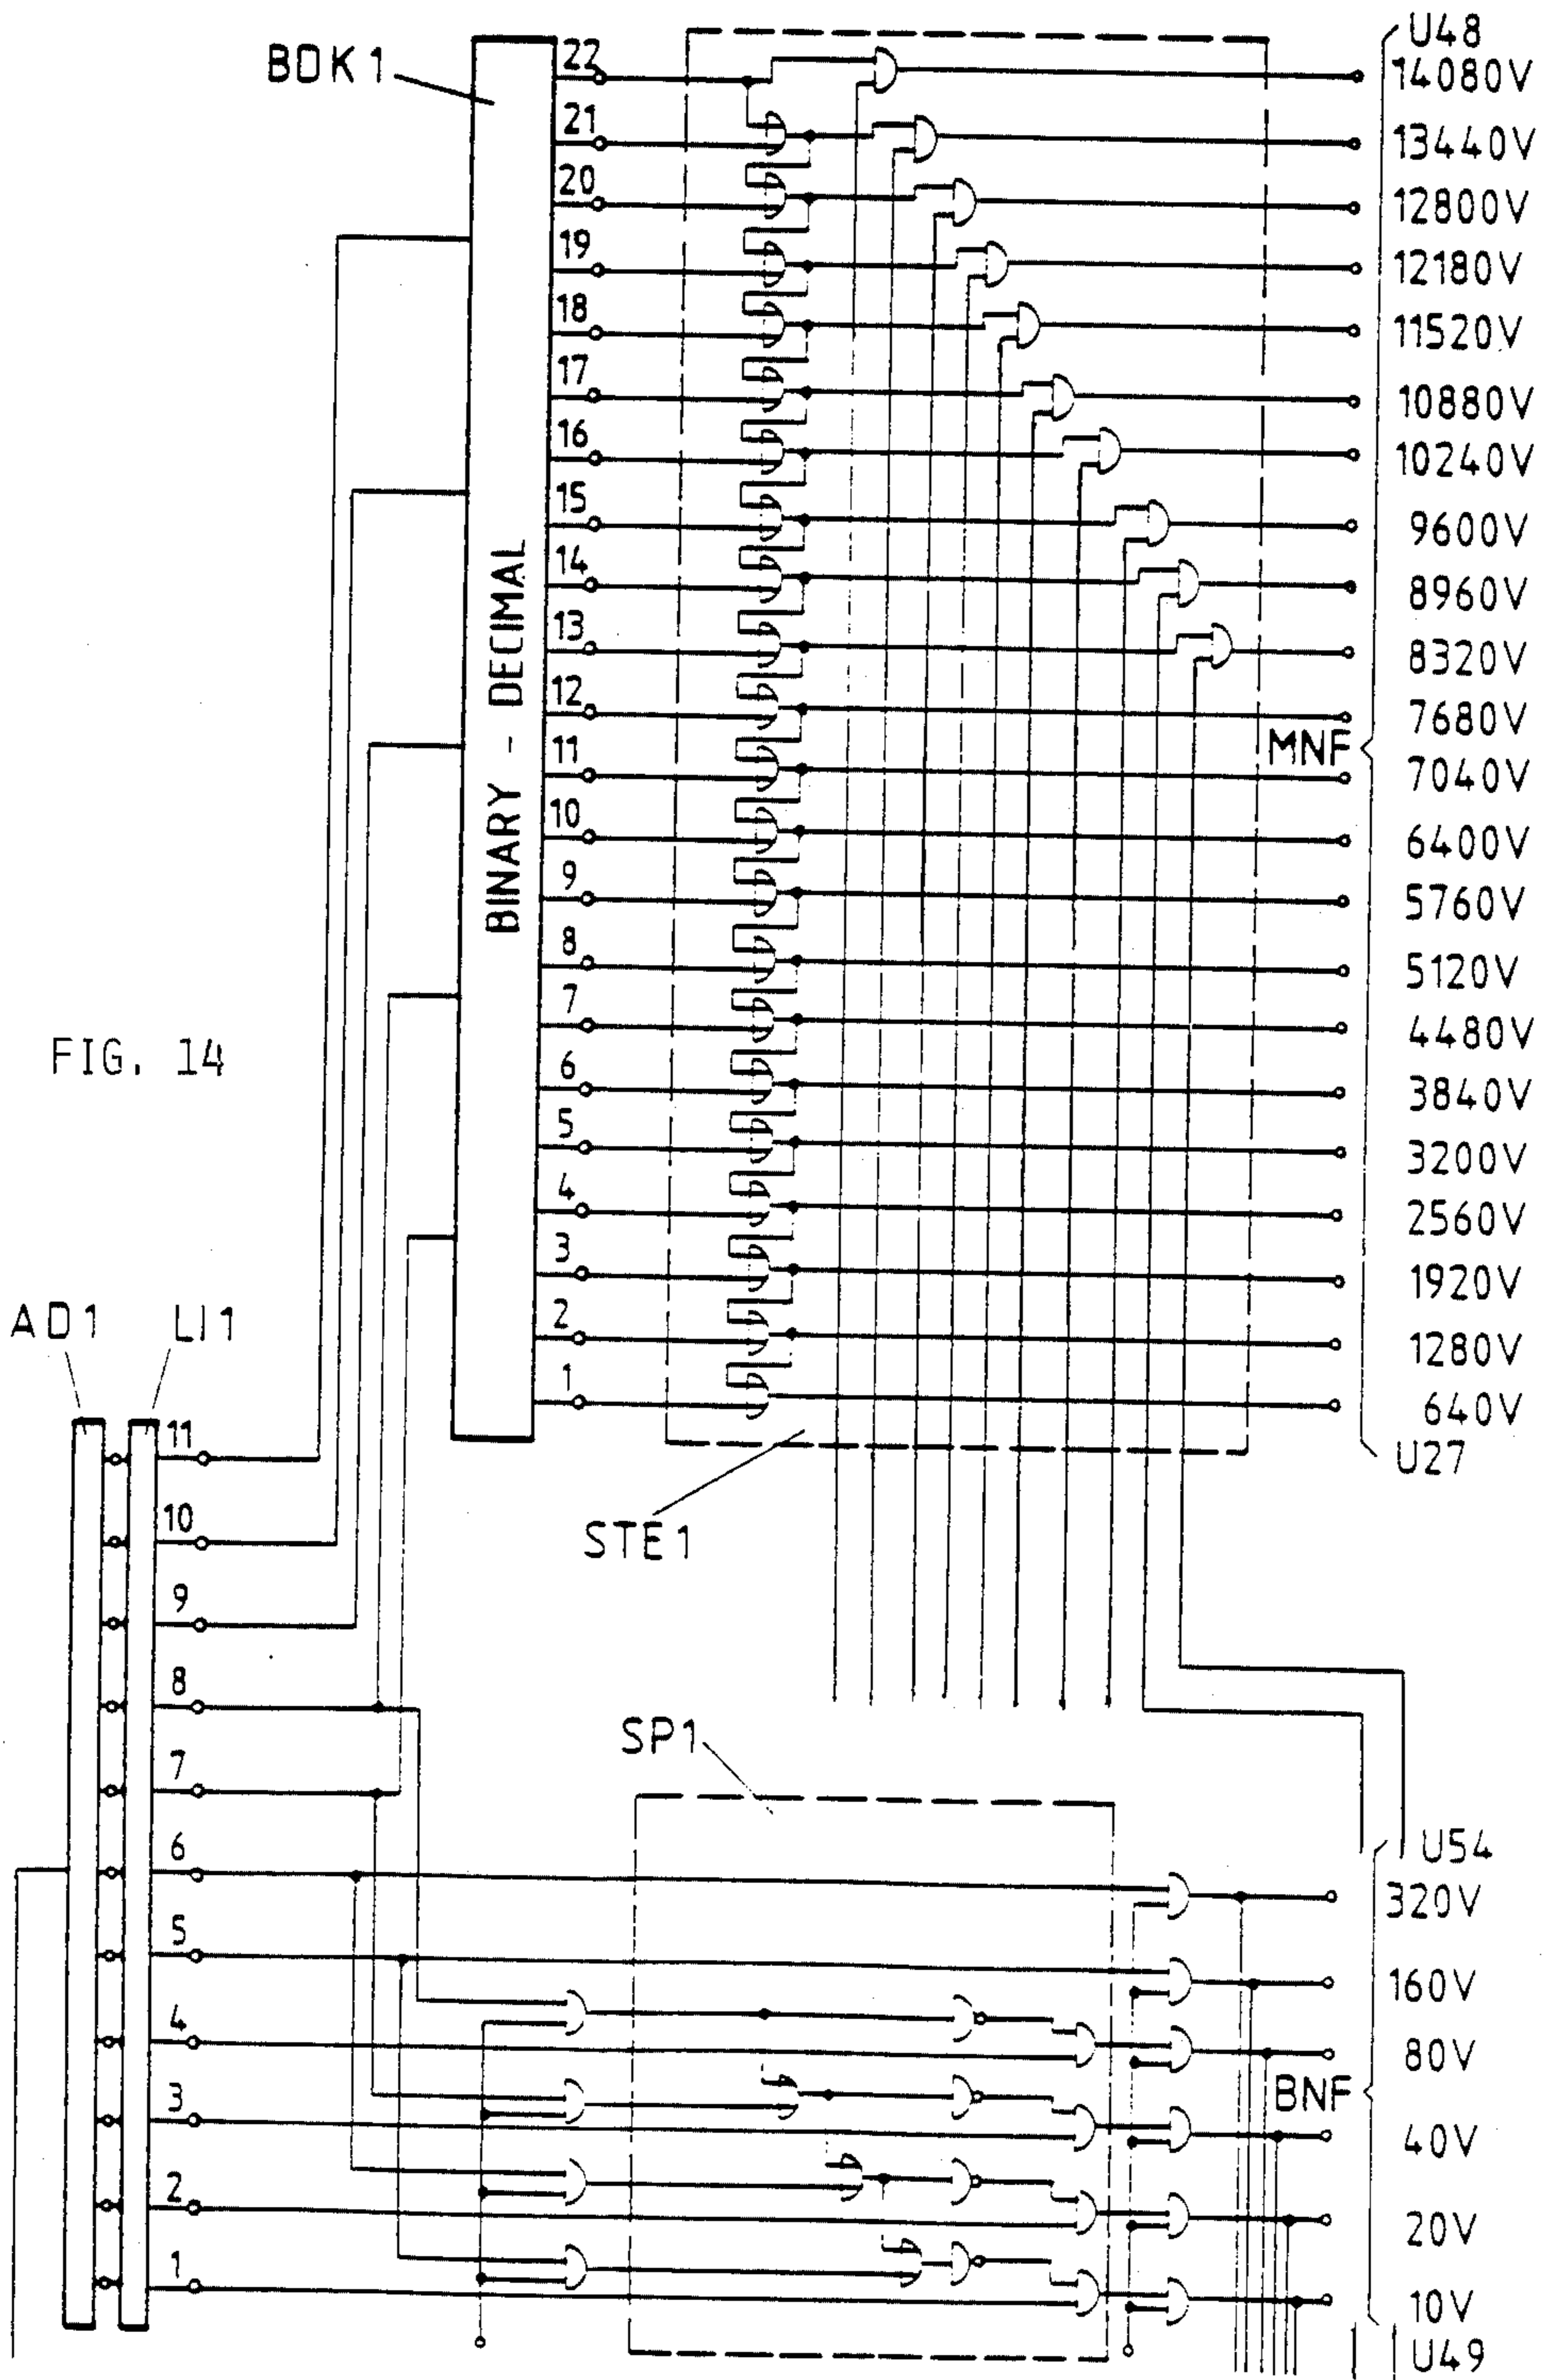 U48
BDK1
22
14080V
21
13440V
20
12800V
19
12180V
18
11520V
17
10880V
16
10240V
15
9600V
14
8960V
13
8320V
12
7680V
MNF
11
7040V
10
6400V
9
5760V
8
5120V
7
4480V
6
3840V
5
3200V
4
2560V
3
1920V
2
1280V
1
640V
U27
BINARY - DECIMAL
FIG. 14
STE1
AD1 LI1
11
10
9
8
7
6
5
4
3
2
1
SP1
U54
320V
160V
80V
BNF
40V
20V
10V
U49